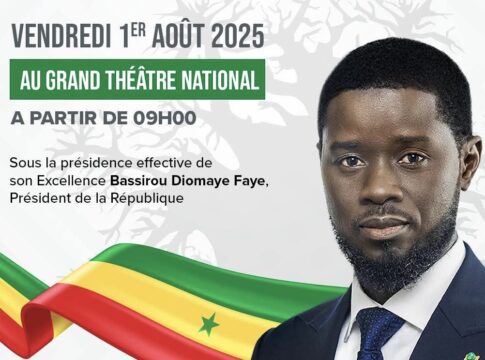 VENDREDI 1ER AOÛT 2025
AU GRAND THÉÂTRE NATIONAL
A PARTIR DE 09H00
Sous la présidence effective de
son Excellence Bassirou Diomaye Faye,
Président de la République